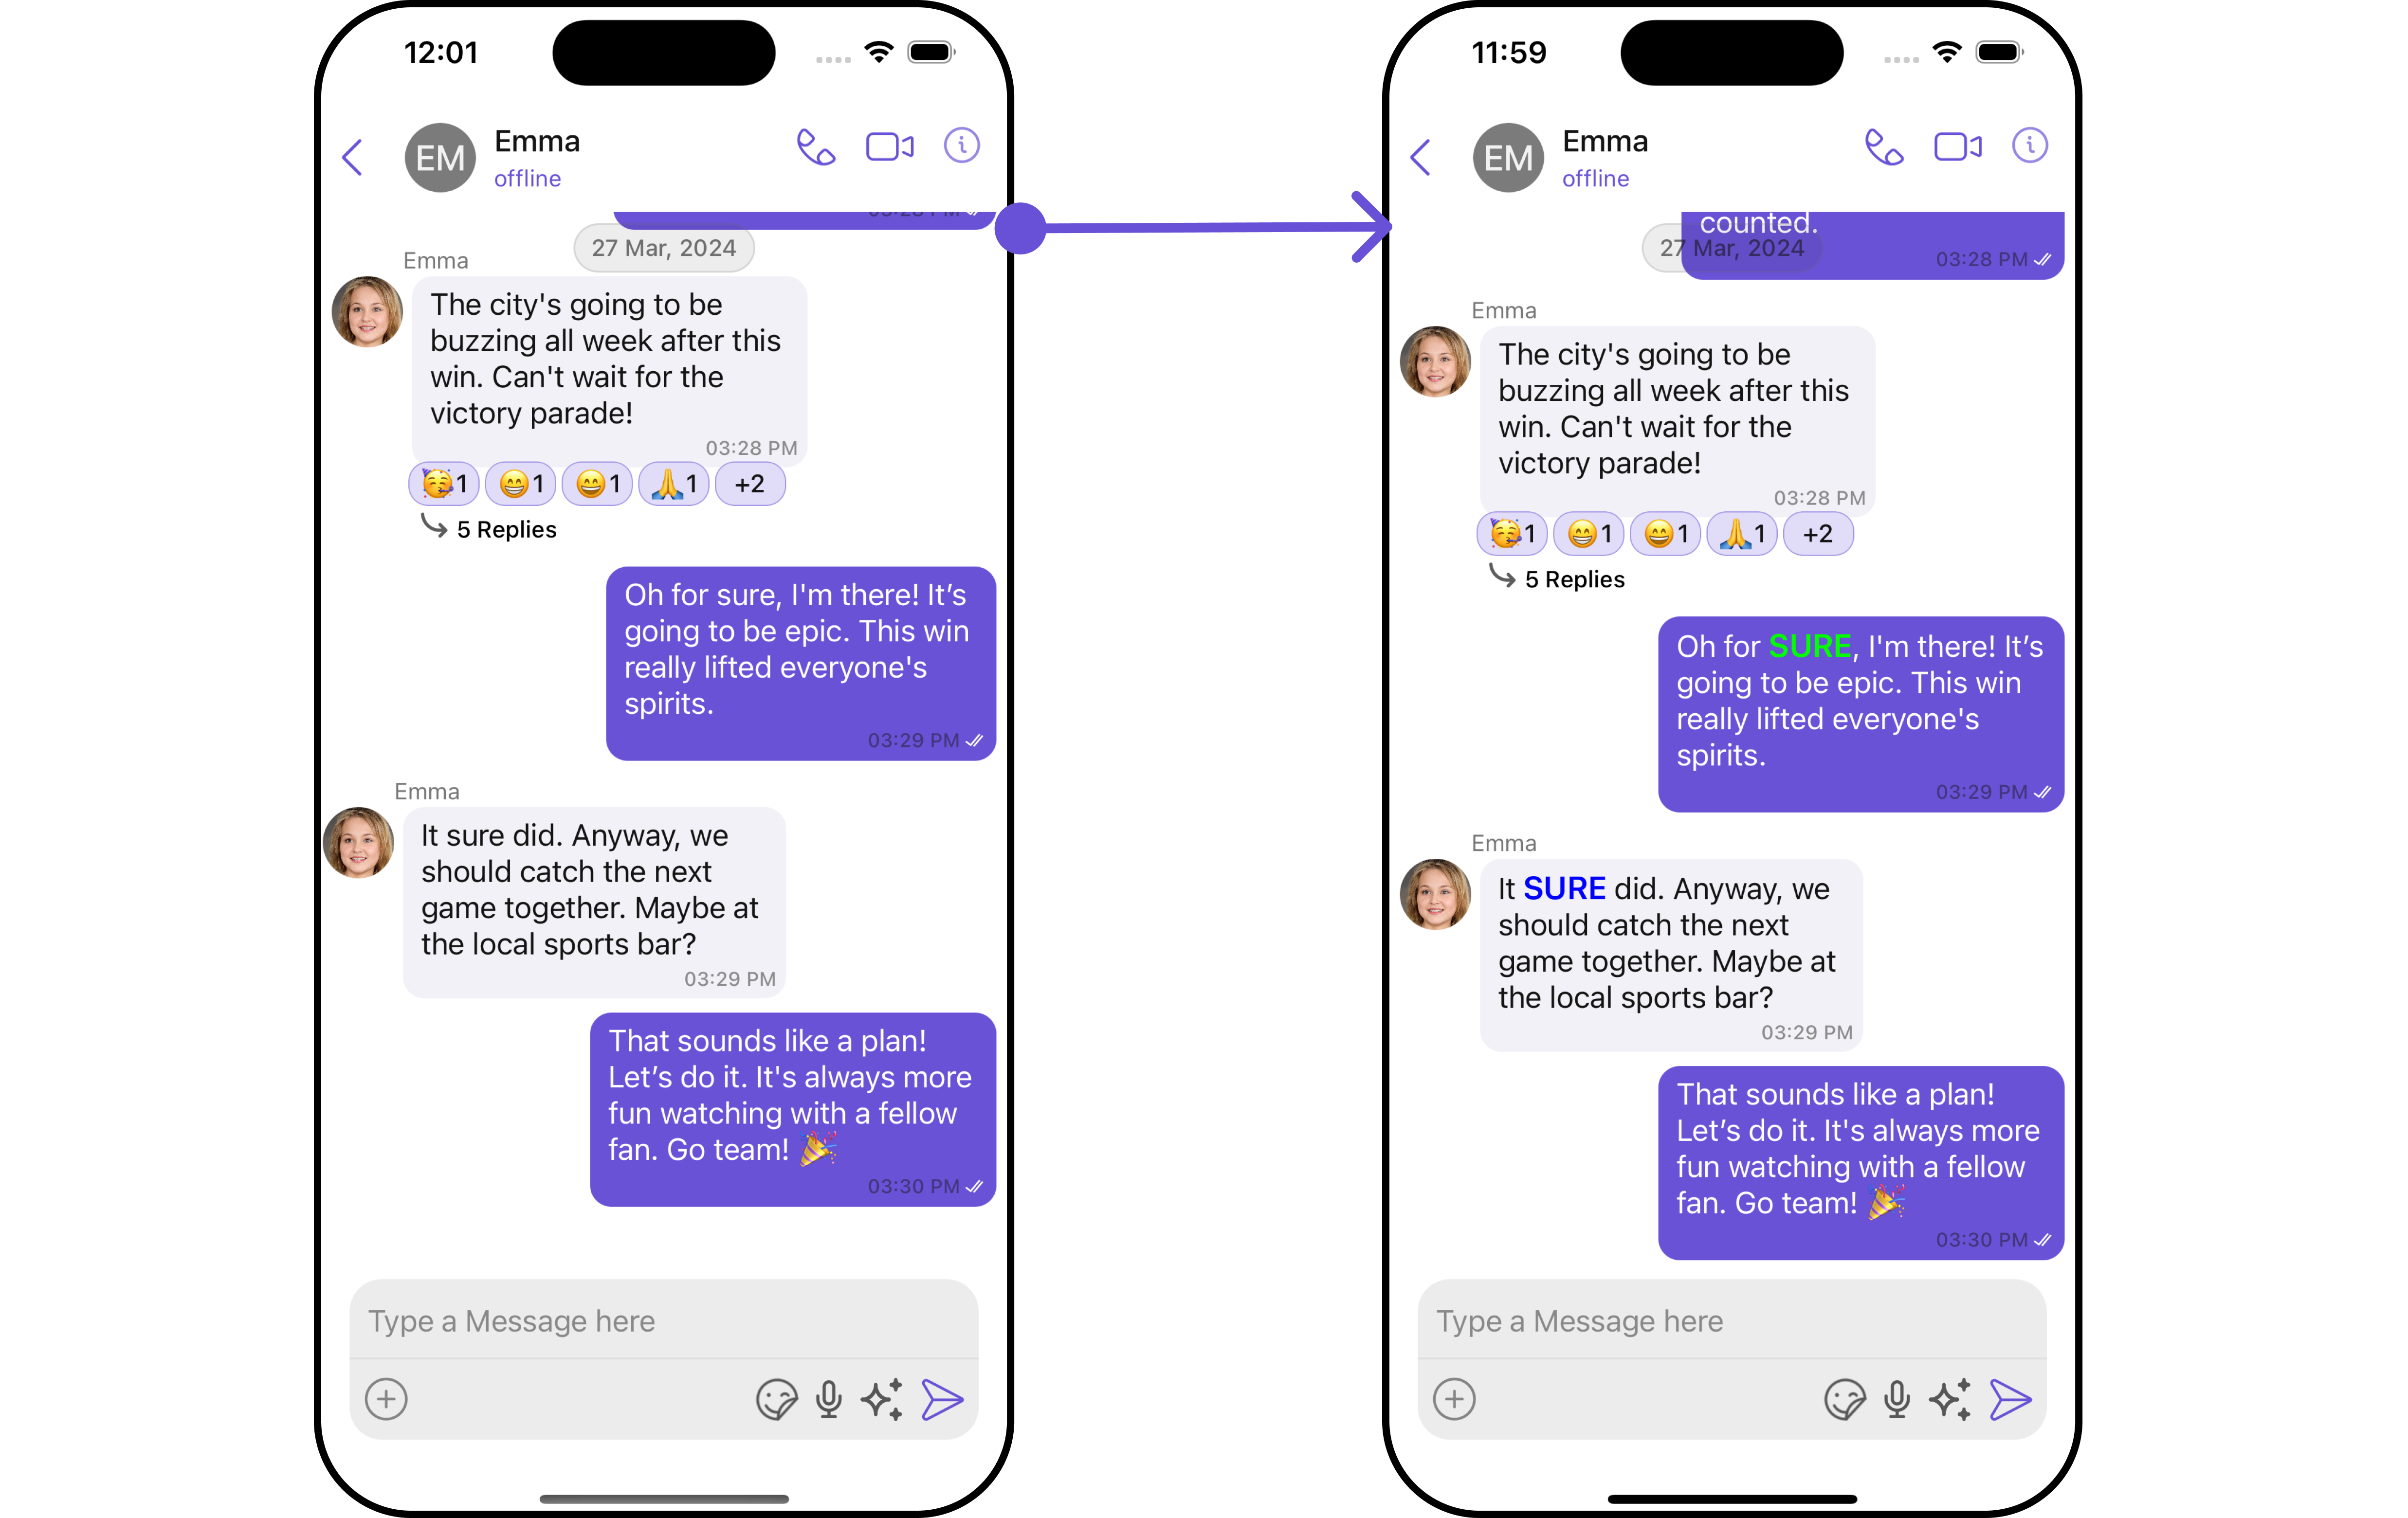 12:01
EM
Emma
offline
27 Mar, 2024
Emma
The city's going to be
buzzing all week after this
win. Can't wait for the
victory parade!
03:28 PM
1
1
1
1
+2
5 Replies
Oh for sure, I'm there! It’s
going to be epic. This win
really lifted everyone's
spirits.
03:29 PM
Emma
It sure did. Anyway, we
should catch the next
game together. Maybe at
the local sports bar?
03:29 PM
That sounds like a plan!
Let’s do it. It's always more
fun watching with a fellow
fan. Go team! 🎉
03:30 PM
Type a Message here
11:59
EM
Emma
offline
counted.
27 Mar, 2024
03:28 PM
Emma
The city's going to be
buzzing all week after this
win. Can't wait for the
victory parade!
03:28 PM
1
1
1
1
+2
5 Replies
Oh for SURE, I'm there! It’s
going to be epic. This win
really lifted everyone's
spirits.
03:29 PM
Emma
It SURE did. Anyway, we
should catch the next
game together. Maybe at
the local sports bar?
03:29 PM
That sounds like a plan!
Let’s do it. It's always more
fun watching with a fellow
fan. Go team! 🎉
03:30 PM
Type a Message here